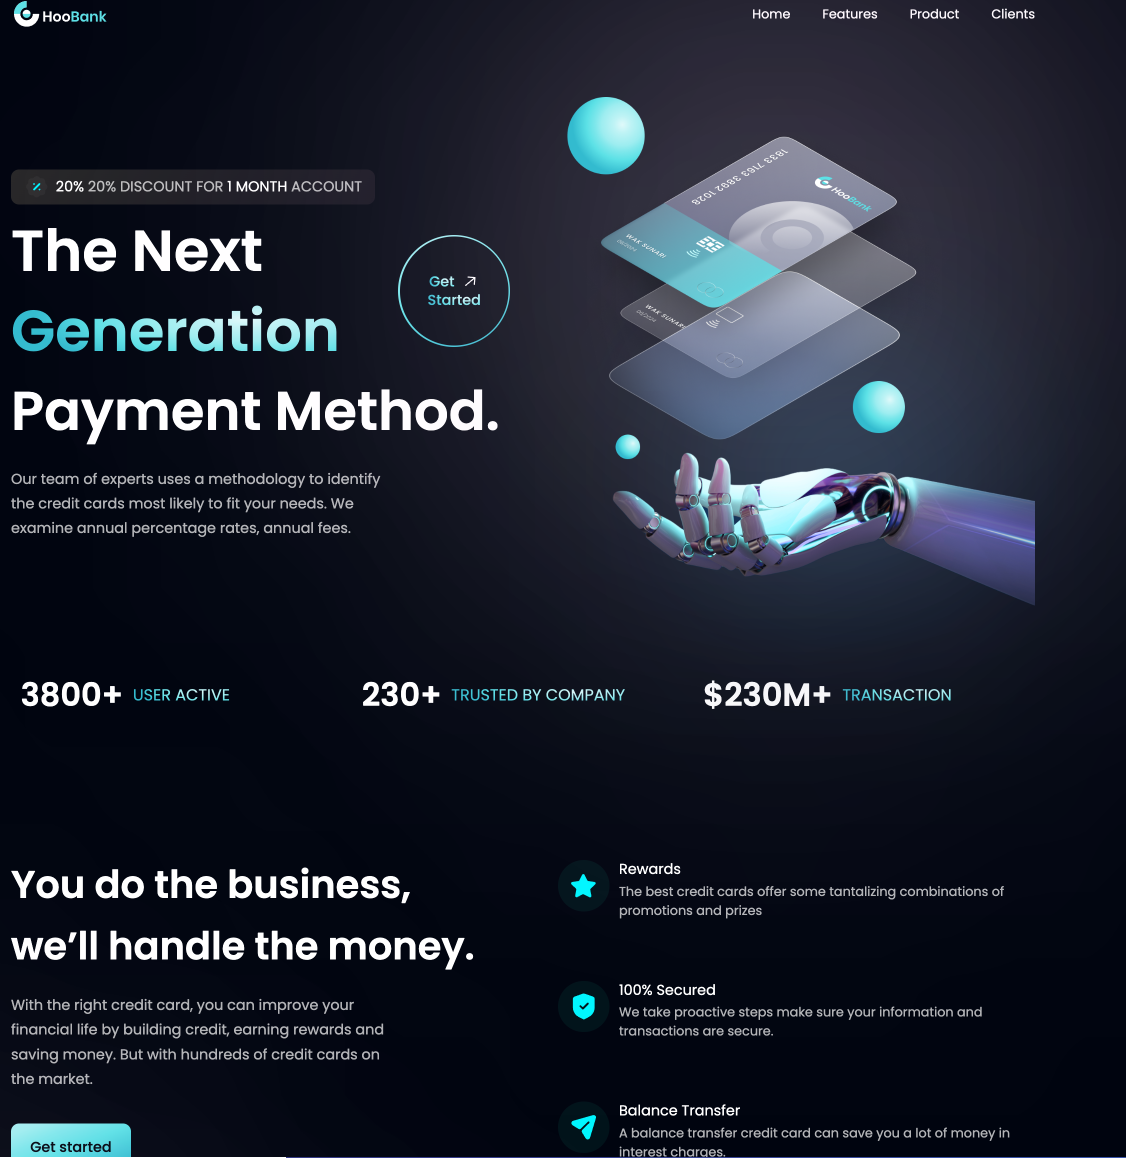 HooBank
Home Features Product Clients
20% 20% DISCOUNT FOR 1 MONTH ACCOUNT
The Next
Generation
Payment Method.
Get
Started
Our team of experts uses a methodology to identify
the credit cards most likely to fit your needs. We
examine annual percentage rates, annual fees.
1833 7163 3892 1028
HooBank
WAK SUNARI
06/2024
WAK SUNARI
06/2024
3800+ USER ACTIVE
230+ TRUSTED BY COMPANY
$230M+ TRANSACTION
You do the business,
we’ll handle the money.
With the right credit card, you can improve your
financial life by building credit, earning rewards and
saving money. But with hundreds of credit cards on
the market.
Get started
Rewards
The best credit cards offer some tantalizing combinations of
promotions and prizes
100% Secured
We take proactive steps make sure your information and
transactions are secure.
Balance Transfer
A balance transfer credit card can save you a lot of money in
interest charges.